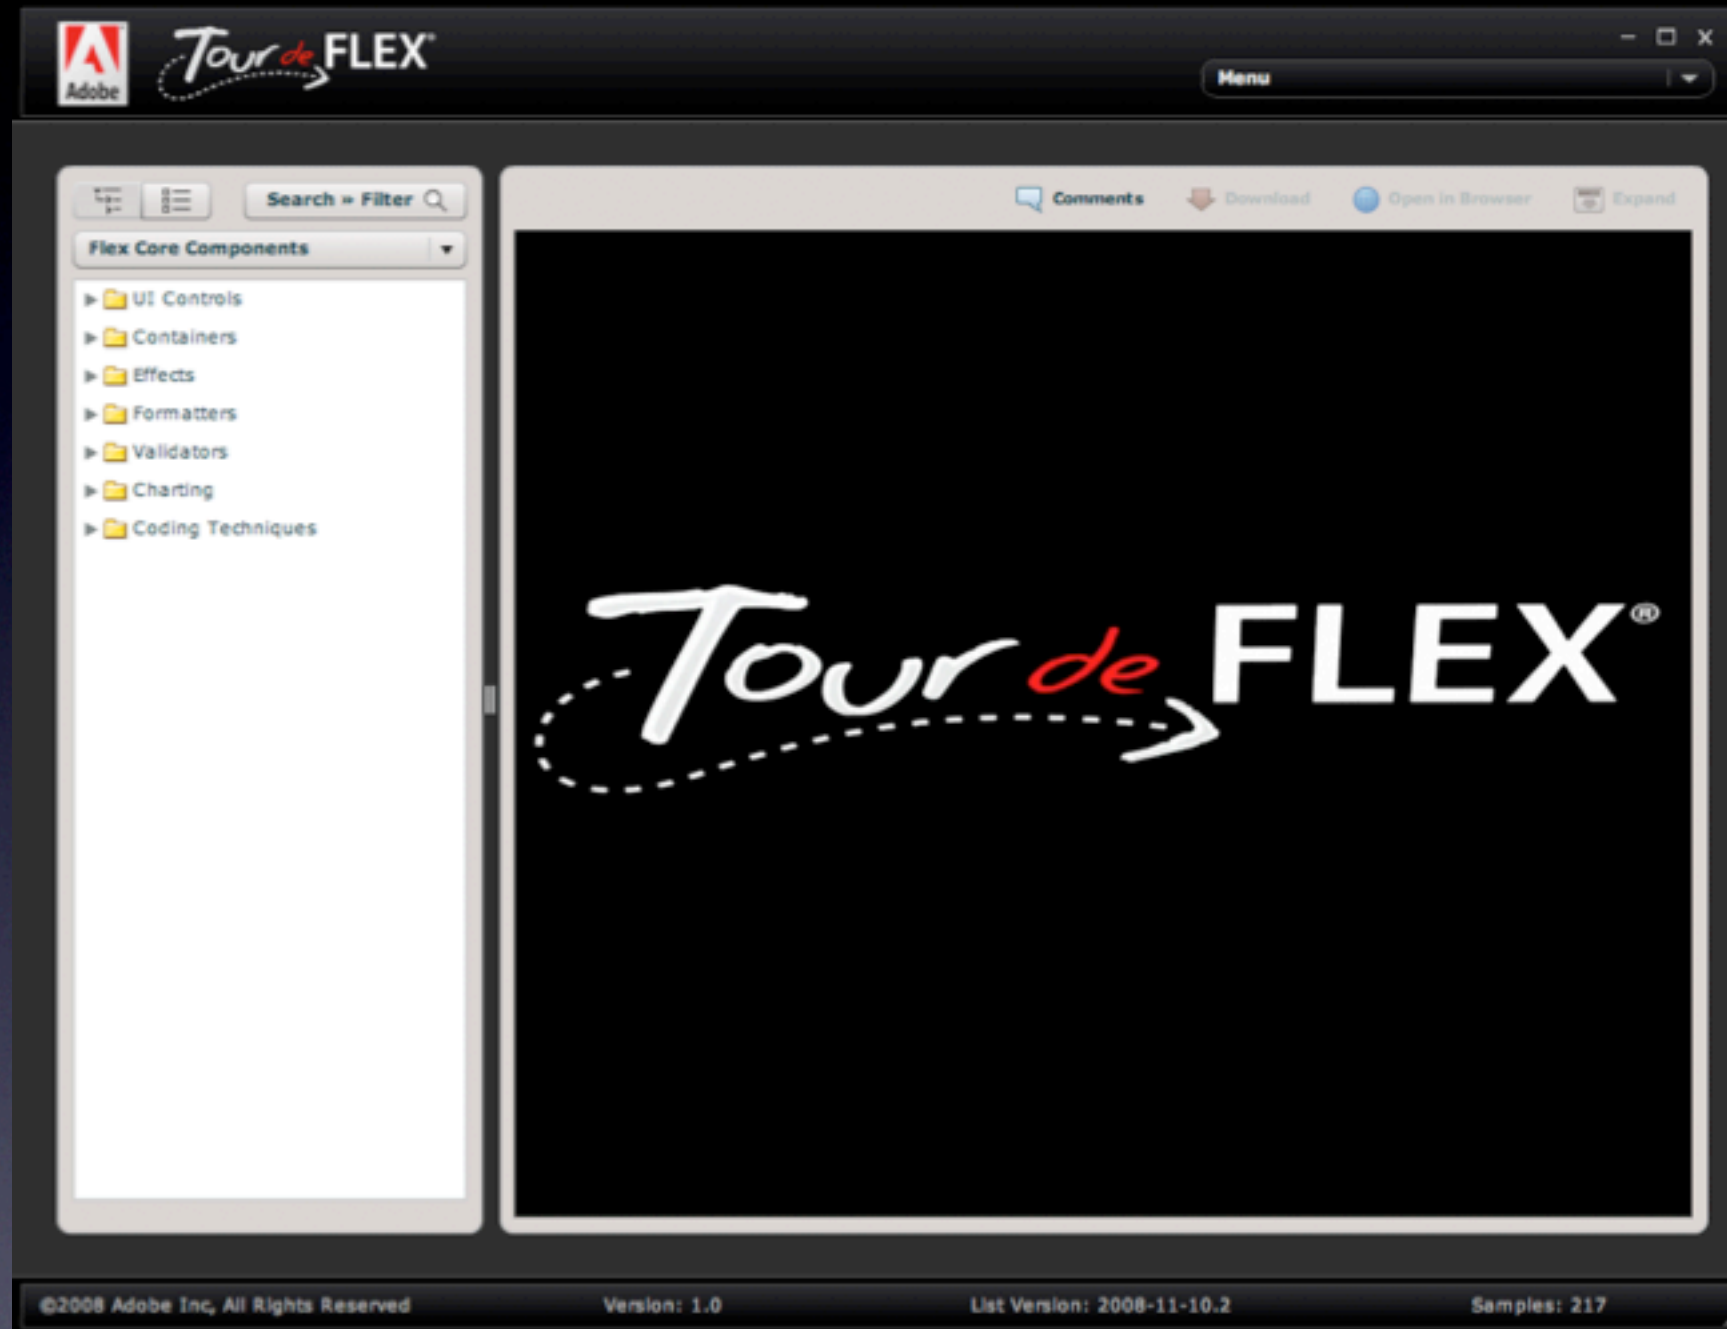 Adobe
Tour de FLEX®
Menu
Search » Filter
Flex Core Components
UI Controls
Containers
Effects
Formatters
Validators
Charting
Coding Techniques
Comments Download Open in Browser Expand
Tour de FLEX®
©2008 Adobe Inc, All Rights Reserved Version: 1.0 List Version: 2008-11-10.2 Samples: 217